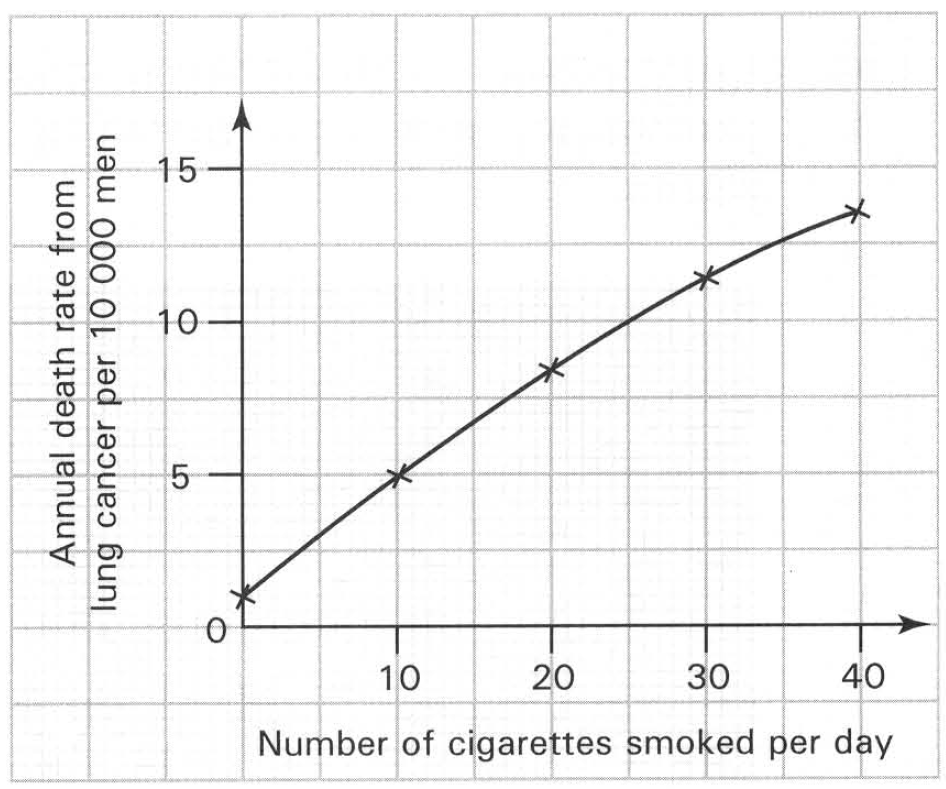 Annual death rate from
lung cancer per 10 000 men
15
10
5
0
10 20 30 40
Number of cigarettes smoked per day